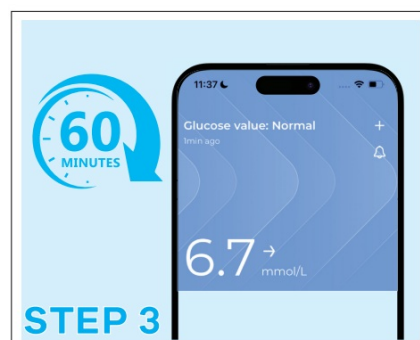 60
MINUTES
11:37
Glucose value: Normal
1min ago
6.7
mmol/L
STEP 3